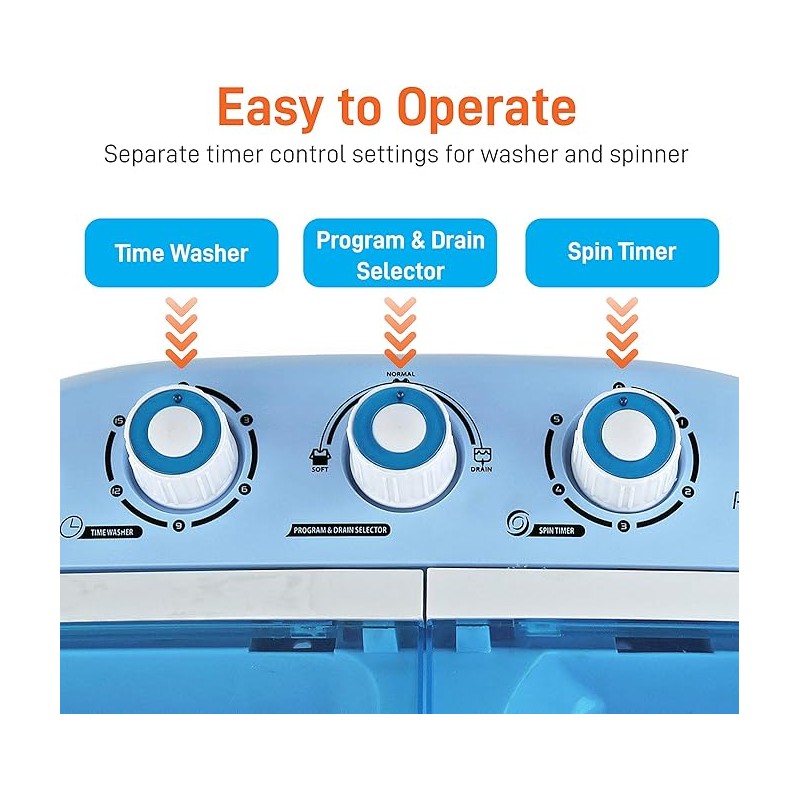 Easy to Operate
Separate timer control settings for washer and spinner
Time Washer
Program & Drain
Selector
Spin Timer
15
3
12
6
9
TIME WASHER
NORMAL
SOFT
DRAIN
PROGRAM & DRAIN SELECTOR
0
5
1
4
2
3
SPIN TIMER